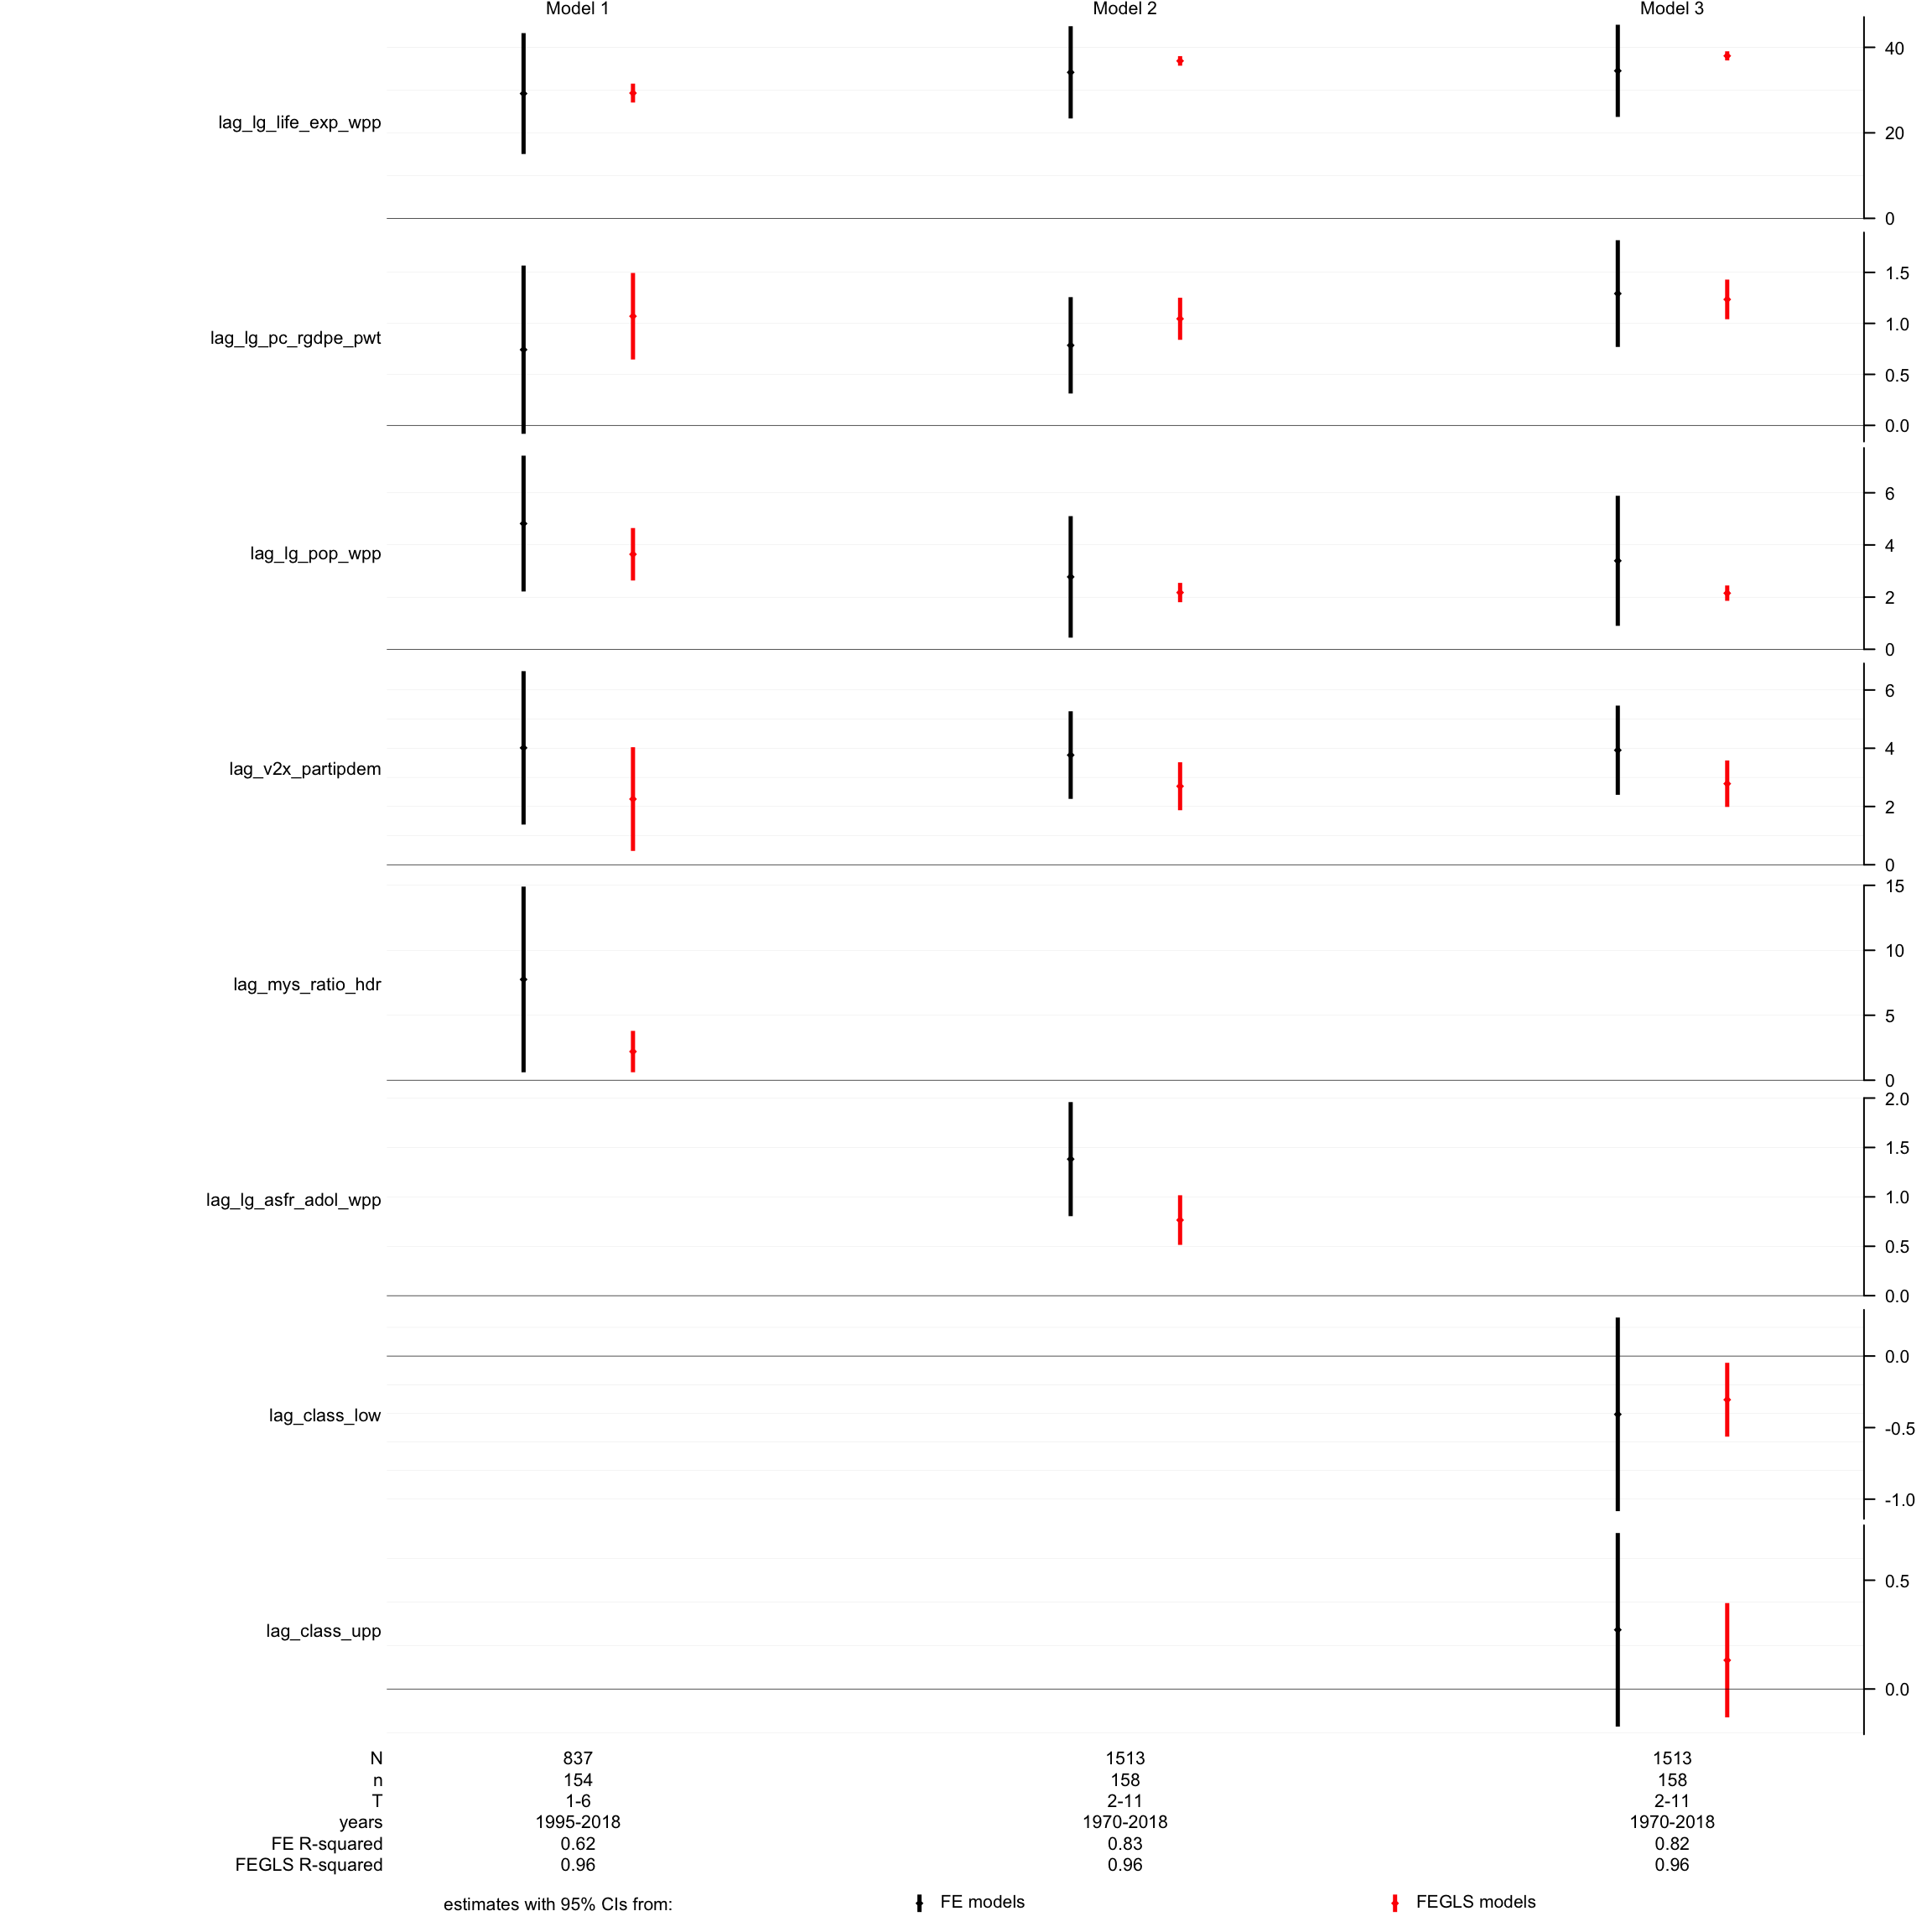 Model 1 Model 2 Model 3
40
lag_lg_life_exp_wpp
20
0
1.5
1.0
lag_lg_pc_rgdpe_pwt
0.5
0.0
6
4
lag_lg_pop_wpp
2
0
6
4
lag_v2x_partipdem
2
0
15
10
lag_mys_ratio_hdr
5
0
2.0
1.5
1.0
lag_lg_asfr_adol_wpp
0.5
0.0
0.0
lag_class_low
-0.5
-1.0
0.5
lag_class_upp
0.0
N 837 1513 1513
n 154 158 158
T 1-6 2-11 2-11
years 1995-2018 1970-2018 1970-2018
FE R-squared 0.62 0.83 0.82
FEGLS R-squared 0.96 0.96 0.96
estimates with 95% CIs from: FE models FEGLS models